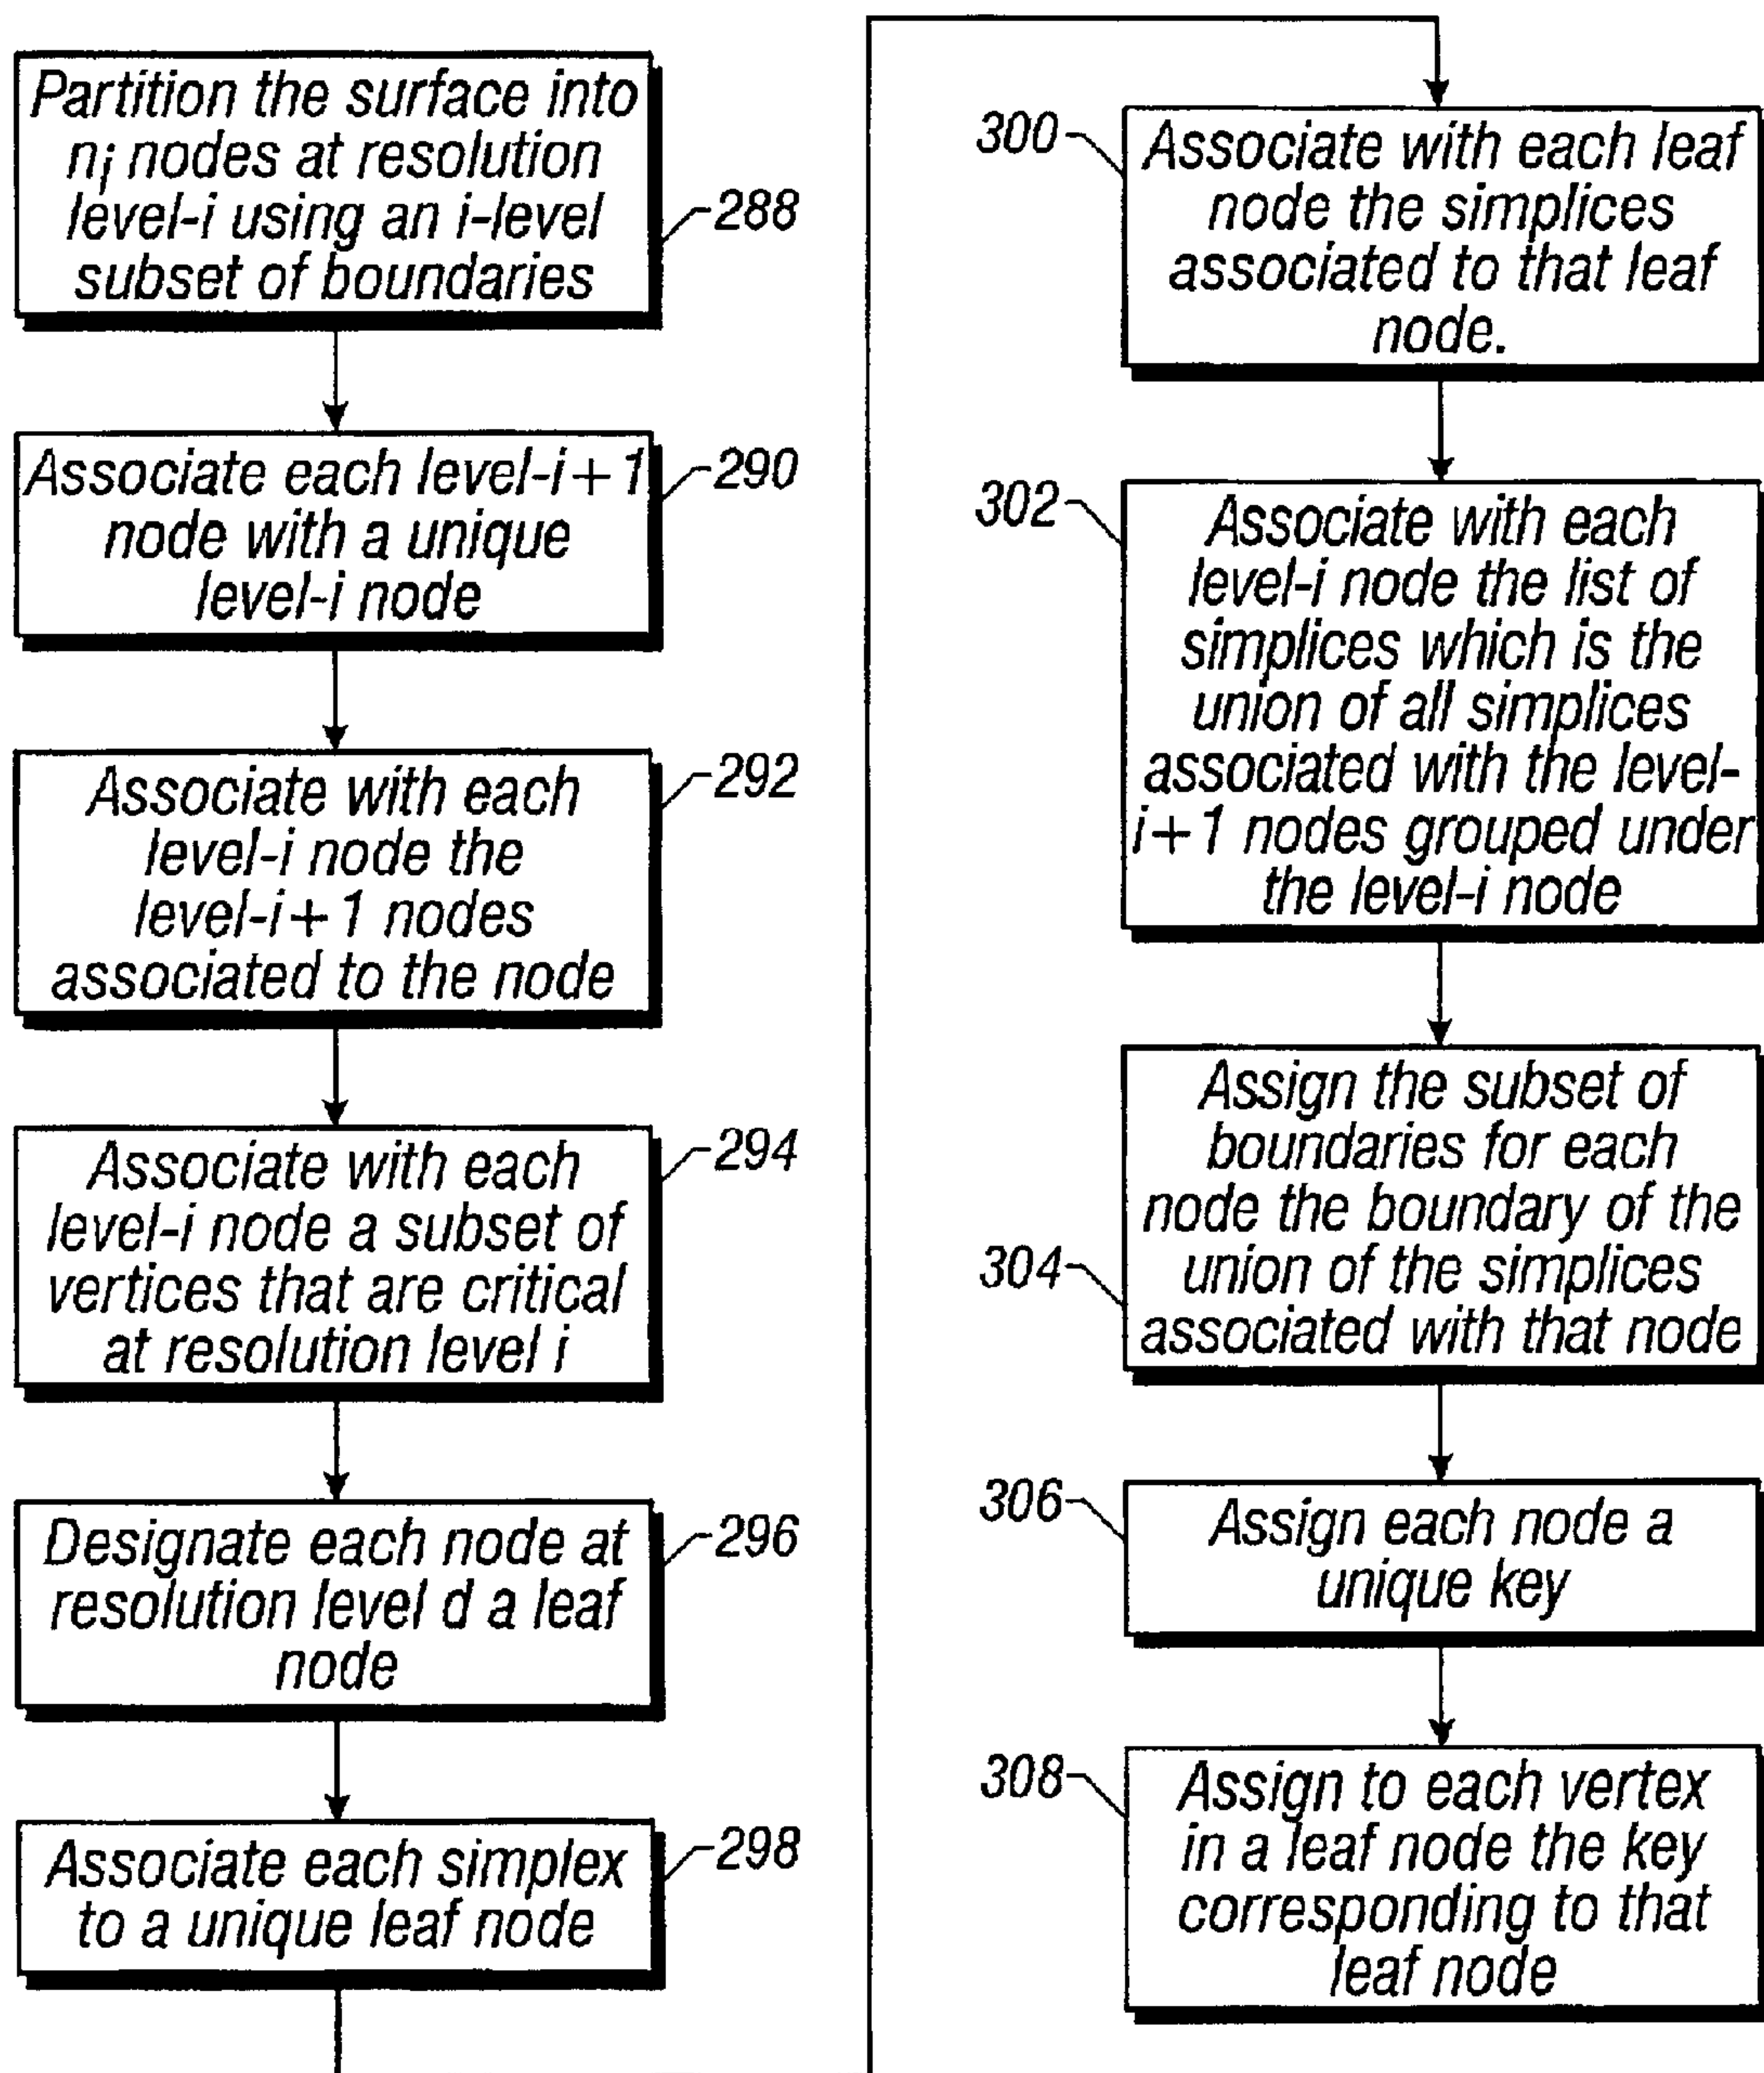 Partition the surface into
ni nodes at resolution
level-i using an i-level
subset of boundaries
288
Associate each level-i+1
node with a unique
level-i node
290
Associate with each
level-i node the
level-i+1 nodes
associated to the node
292
Associate with each
level-i node a subset of
vertices that are critical
at resolution level i
294
Designate each node at
resolution level d a leaf
node
296
Associate each simplex
to a unique leaf node
298
300
Associate with each leaf
node the simplices
associated to that leaf
node.
302
Associate with each
level-i node the list of
simplices which is the
union of all simplices
associated with the level-
i+1 nodes grouped under
the level-i node
304
Assign the subset of
boundaries for each
node the boundary of the
union of the simplices
associated with that node
306
Assign each node a
unique key
308
Assign to each vertex
in a leaf node the key
corresponding to that
leaf node